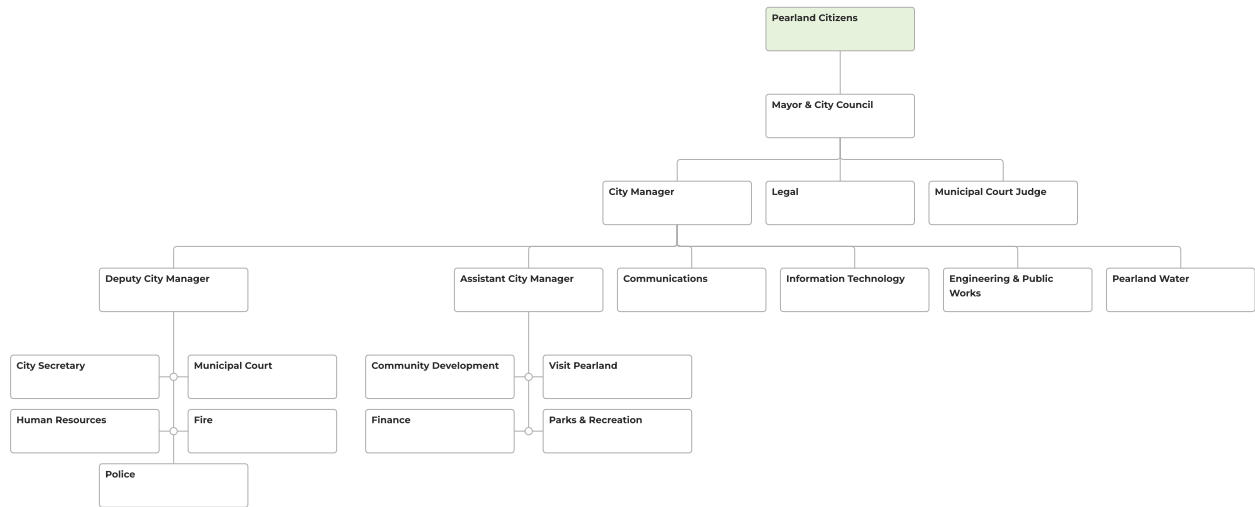 Pearland Citizens
Mayor & City Council
City Manager
Legal
Municipal Court Judge
Deputy City Manager
Assistant City Manager
Communications
Information Technology
Engineering & Public
Works
Pearland Water
City Secretary
Municipal Court
Community Development
Visit Pearland
Human Resources
Fire
Finance
Parks & Recreation
Police